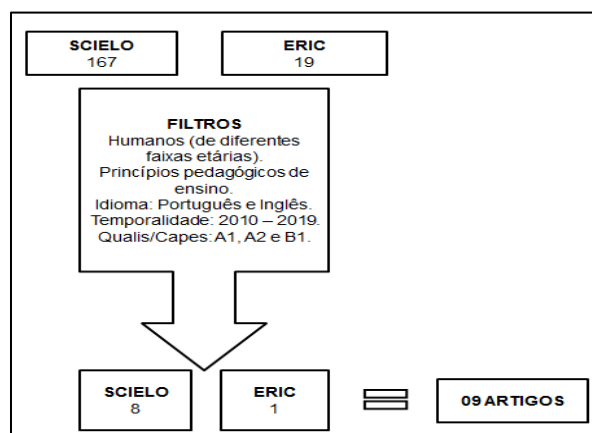 SCIELO
167
ERIC
19
FILTROS
Humanos (de diferentes
faixas etárias).
Princípios pedagógicos de
ensino.
Idioma: Português e Inglês.
Temporalidade: 2010 – 2019.
Qualis/Capes: A1, A2 e B1.
SCIELO
8
ERIC
1
09 ARTIGOS